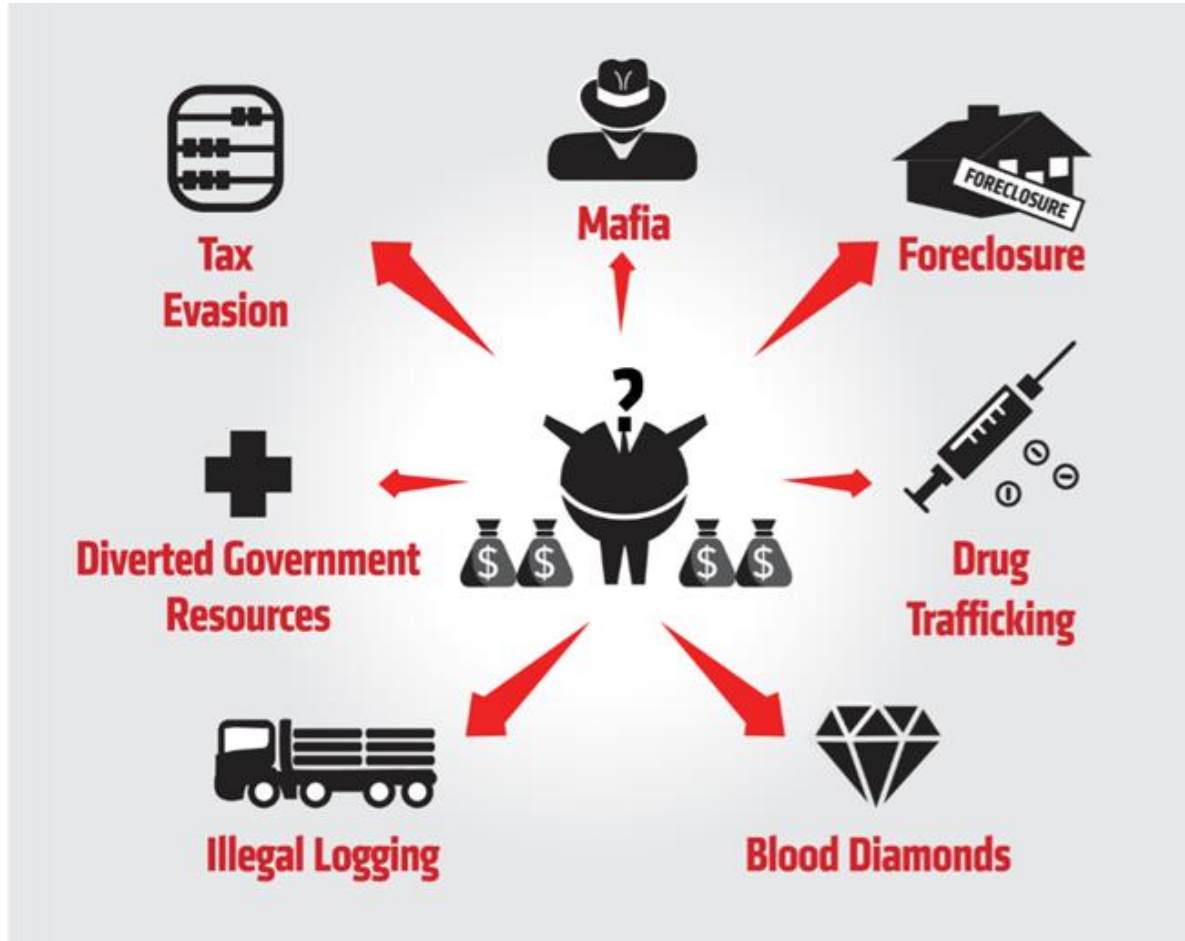 Mafia
FORECLOSURE
Tax
Evasion
Foreclosure
?
$ $ $ $
Diverted Government
Resources
Drug
Trafficking
Illegal Logging
Blood Diamonds